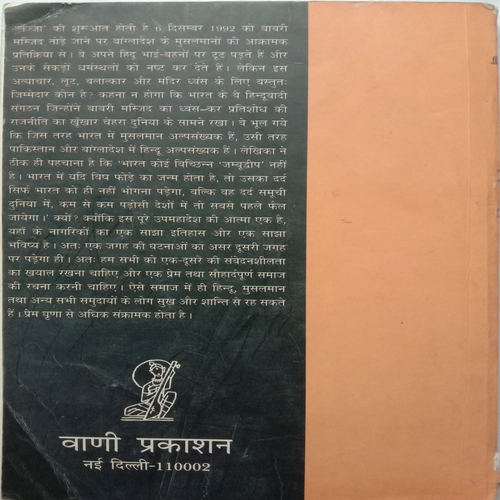 'लज्जा' की शुरूआत होती है 6 दिसम्बर 1992 को बाबरी
मस्जिद तोड़े जाने पर बांग्लादेश के मुसलमानों की आक्रामक
प्रतिक्रिया से। वे अपने हिंदू भाई-बहनों पर टूट पड़ते हैं और
उनके सैकड़ों धर्मस्थलों को नष्ट कर देते हैं। लेकिन इस
अत्याचार, लूट, बलात्कार और मंदिर ध्वंस के लिए वस्तुतः
जिम्मेदार कौन है? कहना न होगा कि भारत के वे हिन्दूवादी
संगठन जिन्होंने बाबरी मस्जिद का ध्वंस-कर प्रतिशोध की
राजनीति का खूंखार चेहरा दुनिया के सामने रखा। वे भूल गये
कि जिस तरह भारत में मुसलमान अल्पसंख्यक हैं, उसी तरह
पाकिस्तान और बांग्लादेश में हिन्दू अल्पसंख्यक हैं। लेखिका ने
ठीक ही पहचाना है कि 'भारत कोई विच्छिन्न 'जम्बूद्वीप' नहीं
है। भारत में यदि विष फोड़े का जन्म होता है, तो उसका दर्द
सिर्फ भारत को ही नहीं भोगना पड़ेगा, बल्कि वह दर्द समूची
दुनिया में, कम से कम पड़ोसी देशों में तो सबसे पहले फैल
जायेगा।' क्यों? क्योंकि इस पूरे उपमहादेश की आत्मा एक है,
यहाँ के नागरिकों का एक साझा इतिहास और एक साझा
भविष्य है। अतः एक जगह की घटनाओं का असर दूसरी जगह
पर पड़ेगा ही। अतः हम सभी को एक-दूसरे की संवेदनशीलता
का खयाल रखना चाहिए और एक प्रेम तथा सौहार्दपूर्ण समाज
की रचना करनी चाहिए। ऐसे समाज में ही हिन्दू, मुसलमान
तथा अन्य सभी समुदायों के लोग सुख और शान्ति से रह सकते
हैं। प्रेम घृणा से अधिक संक्रामक होता है।
वाणी प्रकाशन
नई दिल्ली-110002